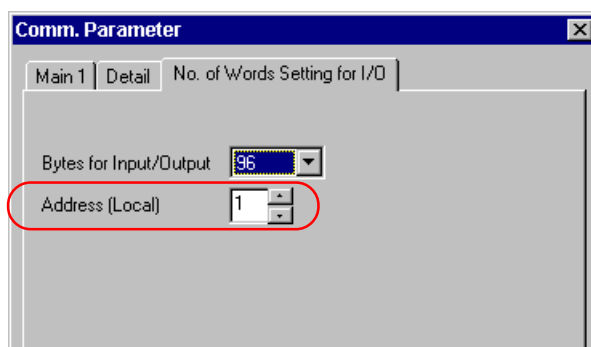 Comm. Parameter
Main 1 Detail No. of Words Setting for I/O
Bytes for Input/Output 96
Address (Local) 1